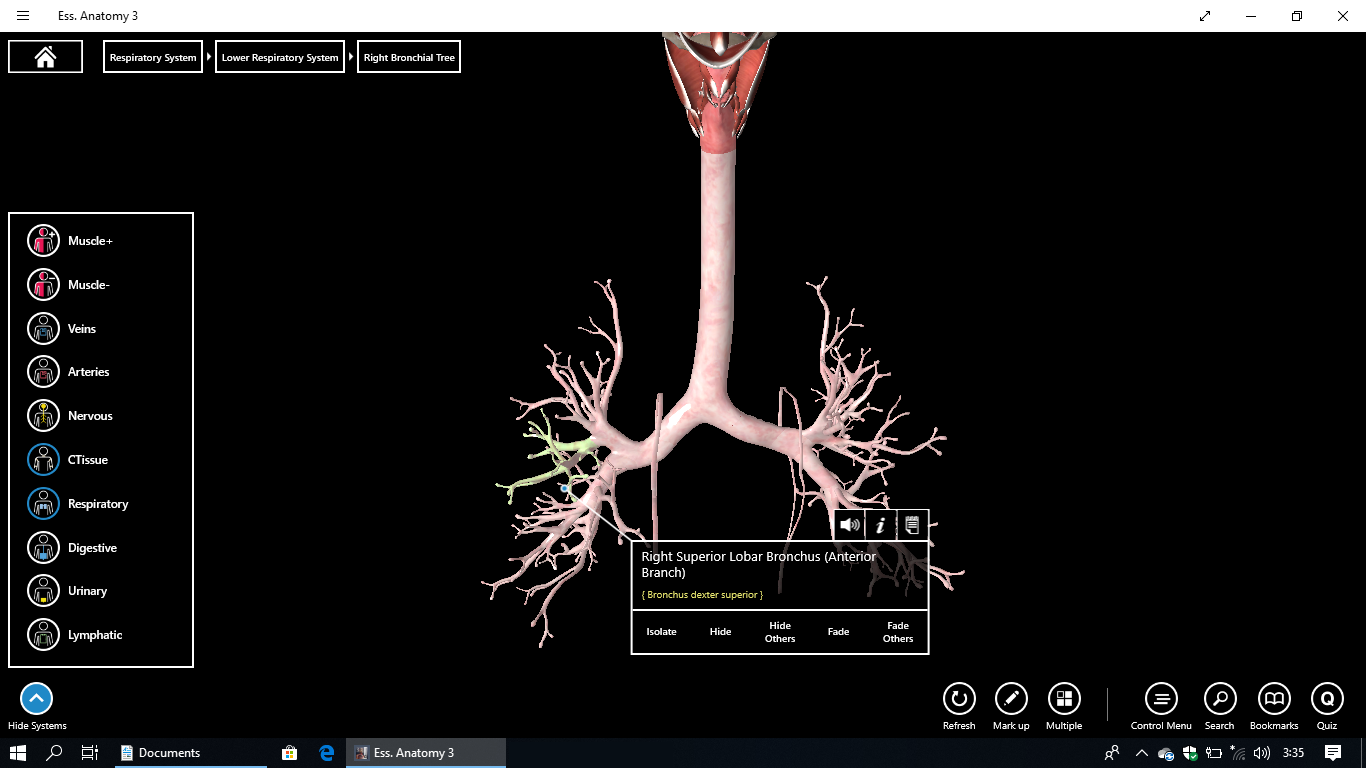 Ess. Anatomy 3
Respiratory System
Lower Respiratory System
Right Bronchial Tree
Muscle+
Muscle-
Veins
Arteries
Nervous
CTissue
Respiratory
Digestive
Urinary
Lymphatic
Hide Systems
Right Superior Lobar Bronchus (Anterior
Branch)
{ Bronchus dexter superior }
Isolate
Hide
Hide
Others
Fade
Fade
Others
Refresh
Mark up
Multiple
Control Menu
Search
Bookmarks
Q
Quiz
Documents
Ess. Anatomy 3
3:35